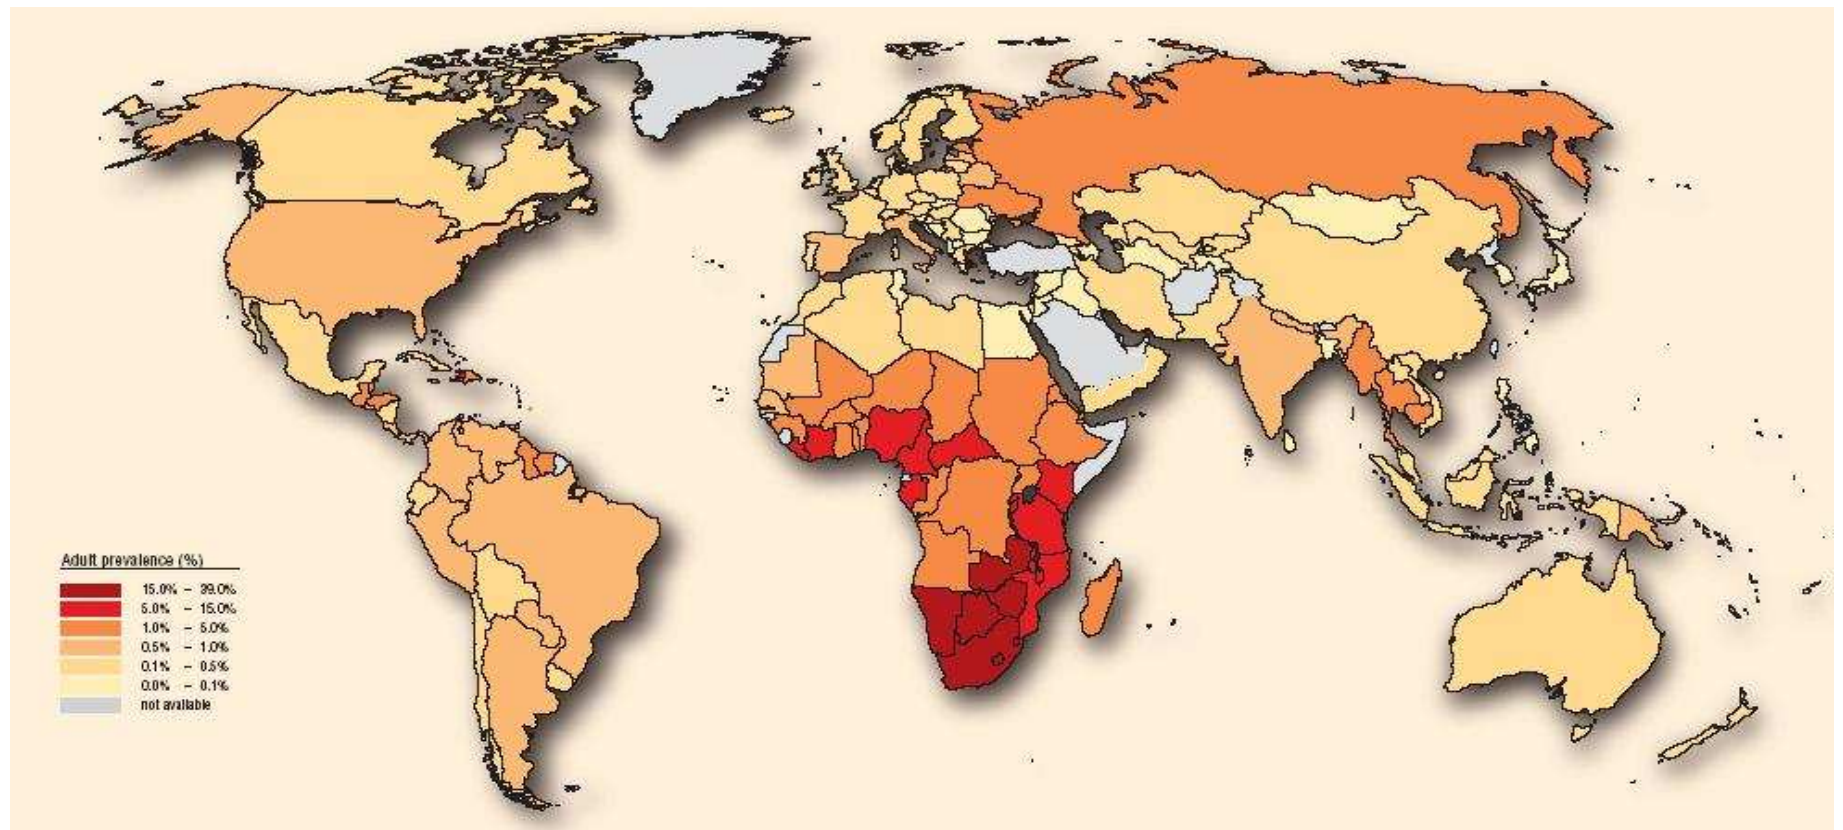 Adult prevalence (%)
15.0% – 39.0%
5.0% – 15.0%
1.0% – 5.0%
0.5% – 1.0%
0.1% – 0.5%
0.0% – 0.1%
not available